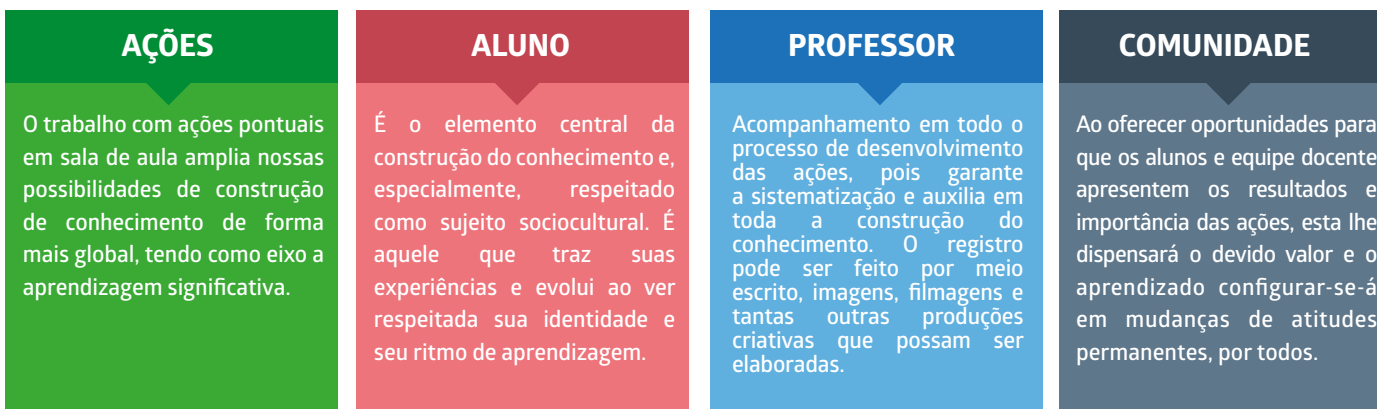 AÇÕES
O trabalho com ações pontuais
em sala de aula amplia nossas
possibilidades de construção
de conhecimento de forma
mais global, tendo como eixo a
aprendizagem significativa.
ALUNO
É o elemento central da
construção do conhecimento e,
especialmente, respeitado
como sujeito sociocultural. É
aquele que traz suas
experiências e evolui ao ver
respeitada sua identidade e
seu ritmo de aprendizagem.
PROFESSOR
Acompanhamento em todo o
processo de desenvolvimento
das ações, pois garante
a sistematização e auxilia em
toda a construção do
conhecimento. O registro
pode ser feito por meio
escrito, imagens, filmagens e
tantas outras produções
criativas que possam ser
elaboradas.
COMUNIDADE
Ao oferecer oportunidades para
que os alunos e equipe docente
apresentem os resultados e
importância das ações, esta lhe
dispensará o devido valor e o
aprendizado configurar-se-á
em mudanças de atitudes
permanentes, por todos.